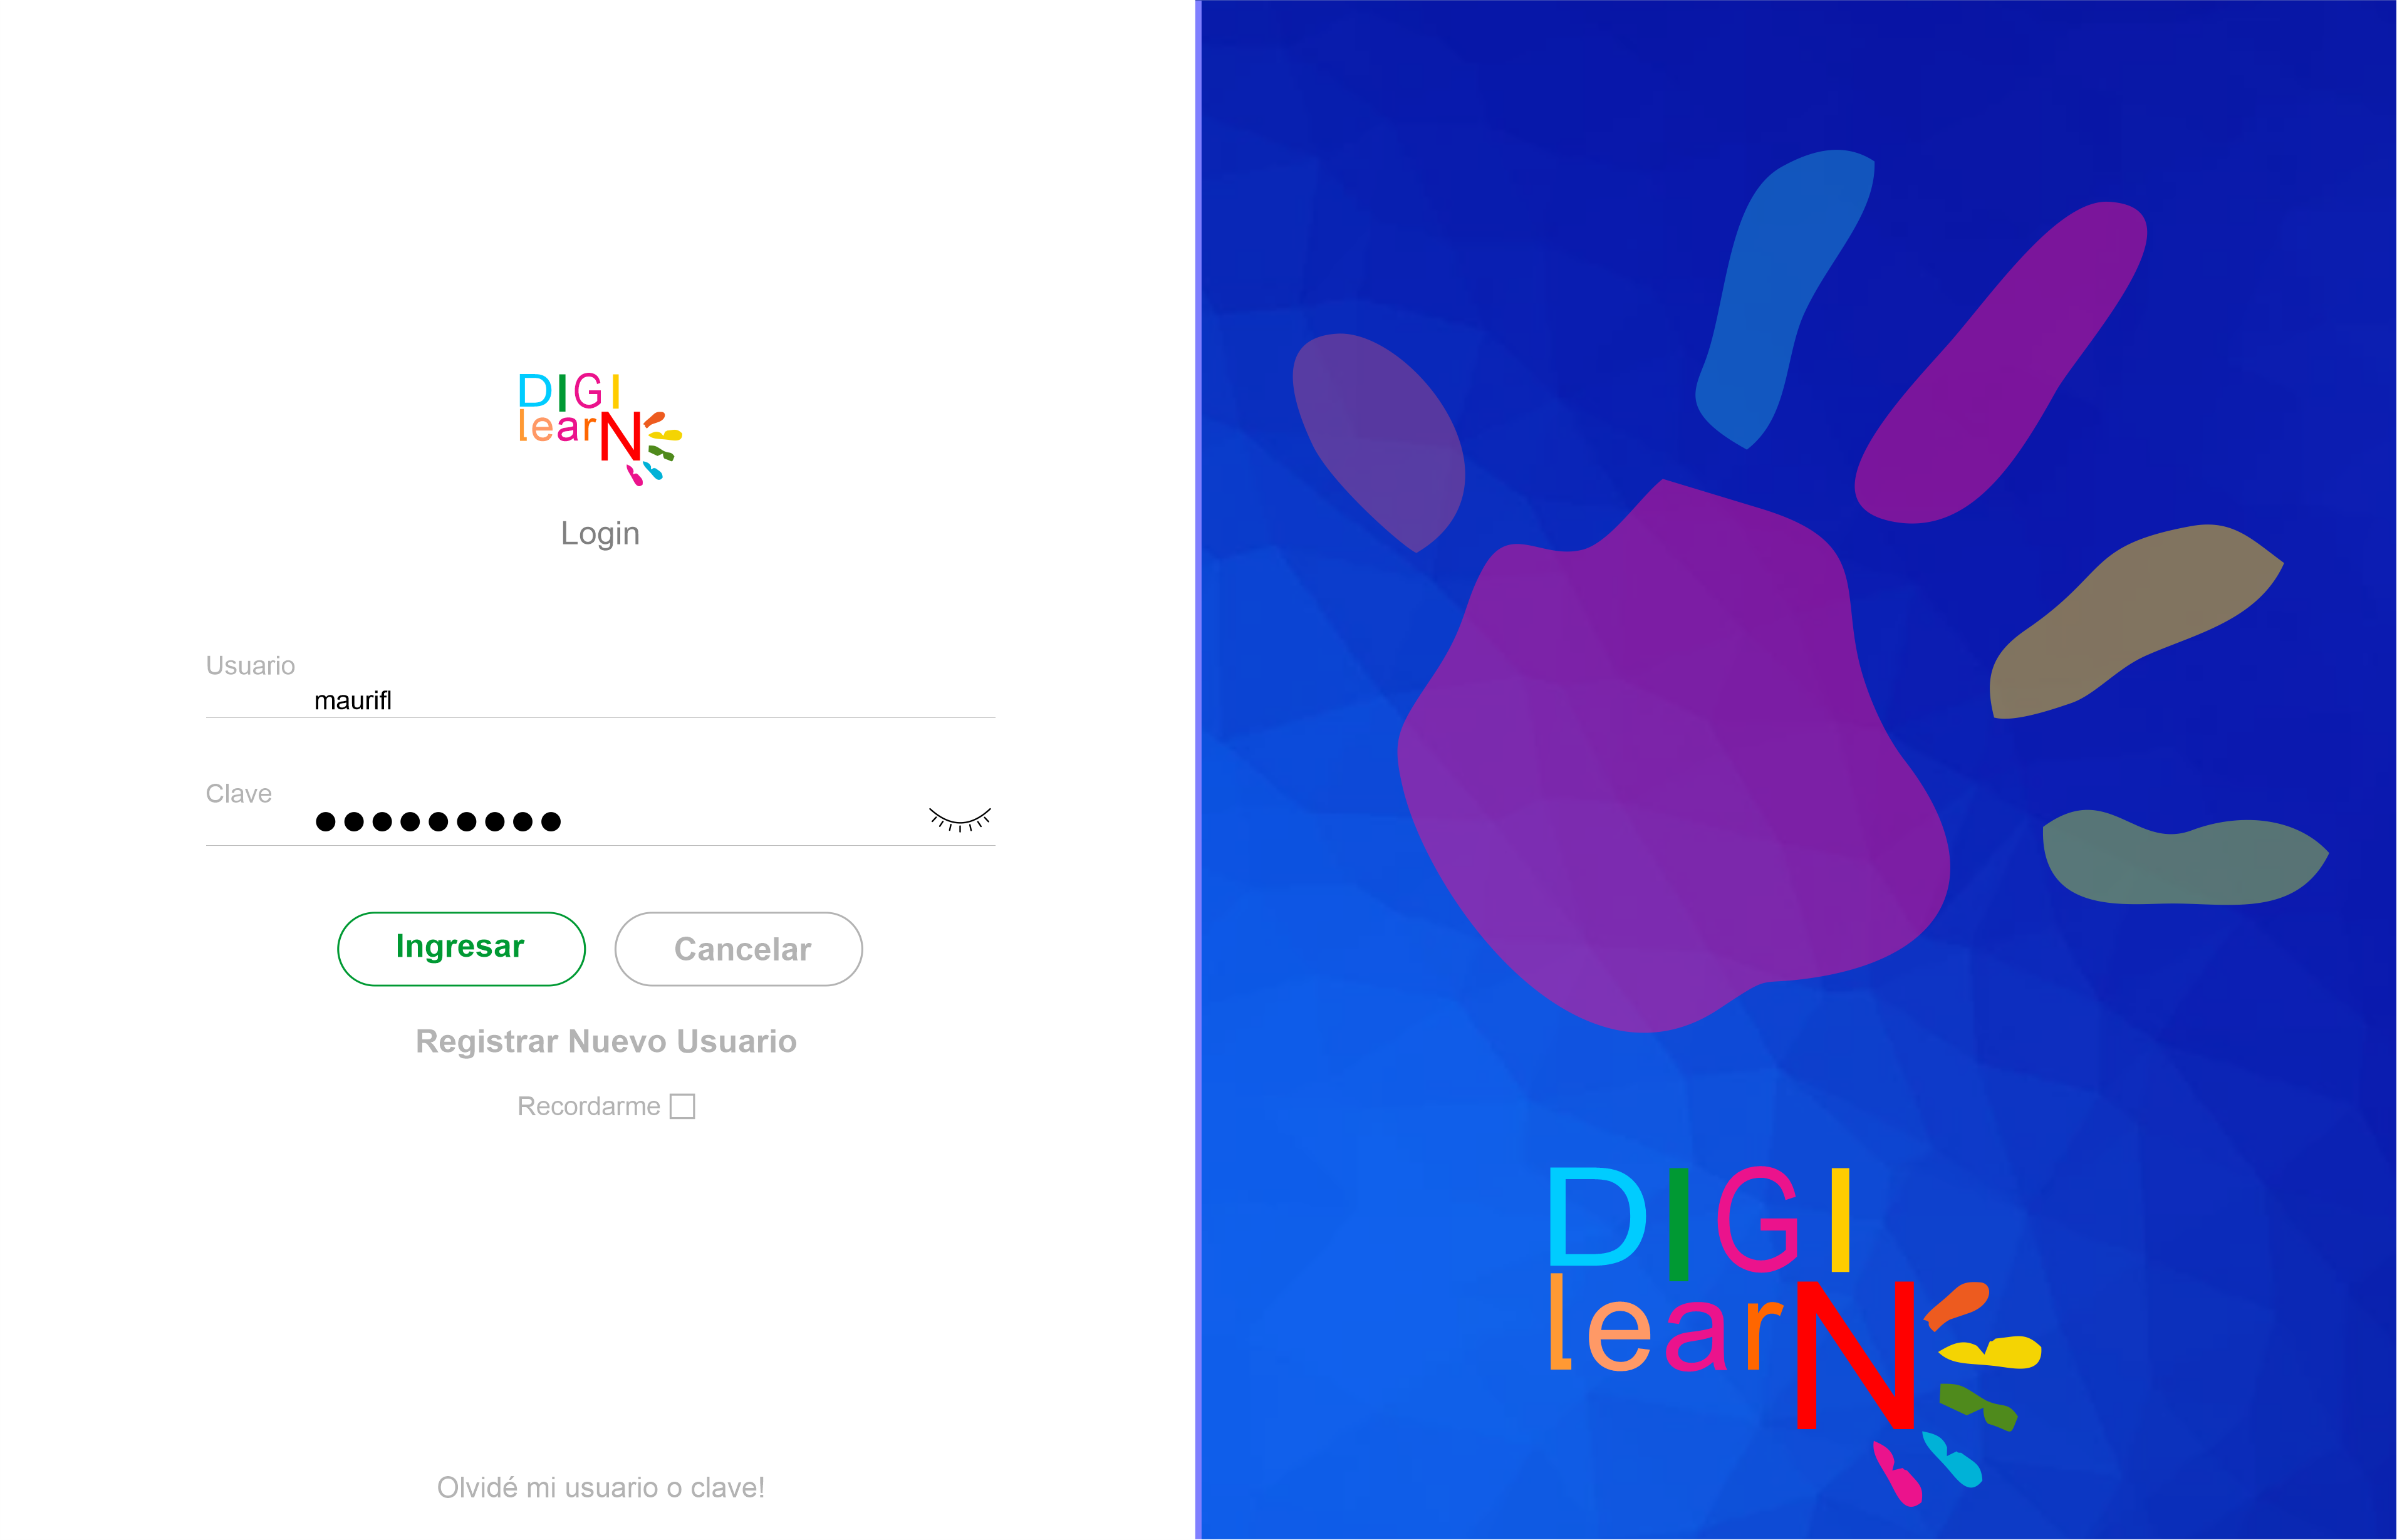 DIGI
learN
Login
Usuario
maurifl
Clave
Ingresar
Cancelar
Registrar Nuevo Usuario
Recordarme
Olvidé mi usuario o clave!
DIGI
learN